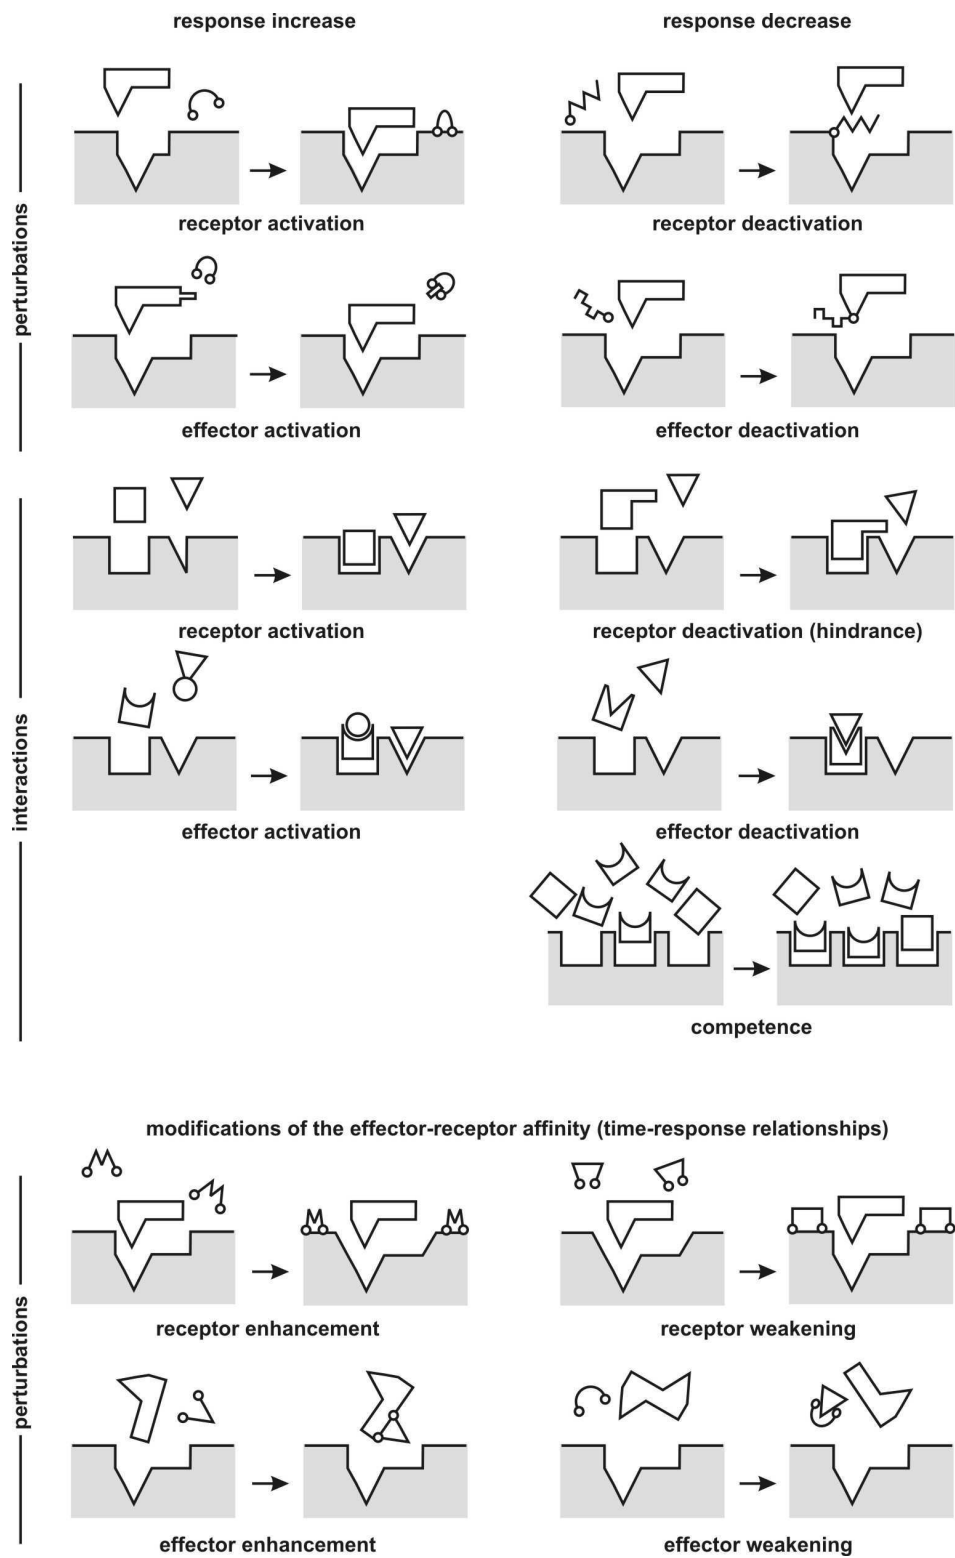 response increase
response decrease
perturbations
receptor activation
receptor deactivation
effector activation
effector deactivation
interactions
receptor activation
receptor deactivation (hindrance)
effector activation
effector deactivation
competence
modifications of the effector-receptor affinity (time-response relationships)
perturbations
receptor enhancement
receptor weakening
effector enhancement
effector weakening